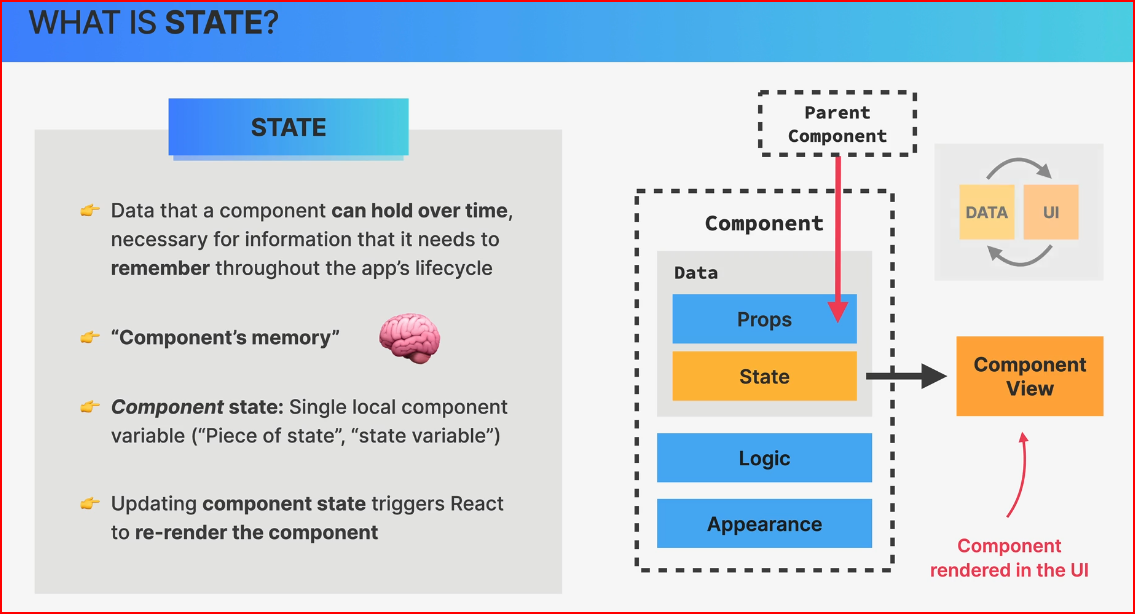 WHAT IS STATE?
STATE
👉 Data that a component can hold over time,
necessary for information that it needs to
remember throughout the app’s lifecycle
👉 “Component’s memory”
👉 Component state: Single local component
variable (“Piece of state”, “state variable”)
👉 Updating component state triggers React
to re-render the component
Parent
Component
Component
Data
Props
State
Logic
Appearance
DATA
UI
Component
View
Component
rendered in the UI